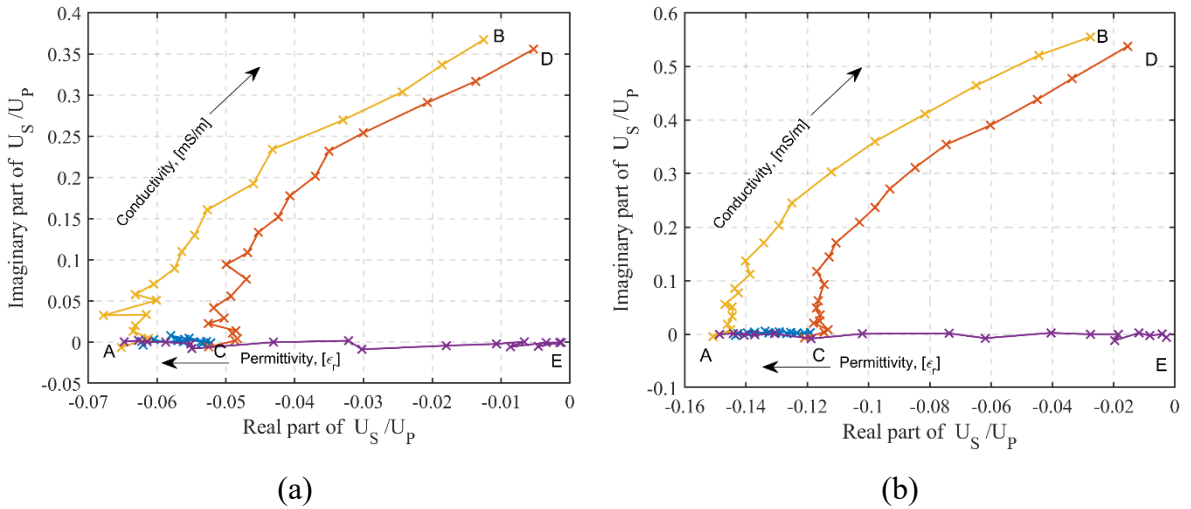 0.4
0.35
0.3
0.25
0.2
0.15
0.1
0.05
0
-0.05
Imaginary part of U_S /U_P
-0.07 -0.06 -0.05 -0.04 -0.03 -0.02 -0.01 0
Real part of U_S /U_P
Conductivity, [mS/m]
Permittivity, [ϵ_r]
A
B
C
D
E
(a)
0.6
0.5
0.4
0.3
0.2
0.1
0
-0.1
Imaginary part of U_S /U_P
-0.16 -0.14 -0.12 -0.1 -0.08 -0.06 -0.04 -0.02 0
Real part of U_S /U_P
Conductivity, [mS/m]
Permittivity, [ϵ_r]
A
B
C
D
E
(b)